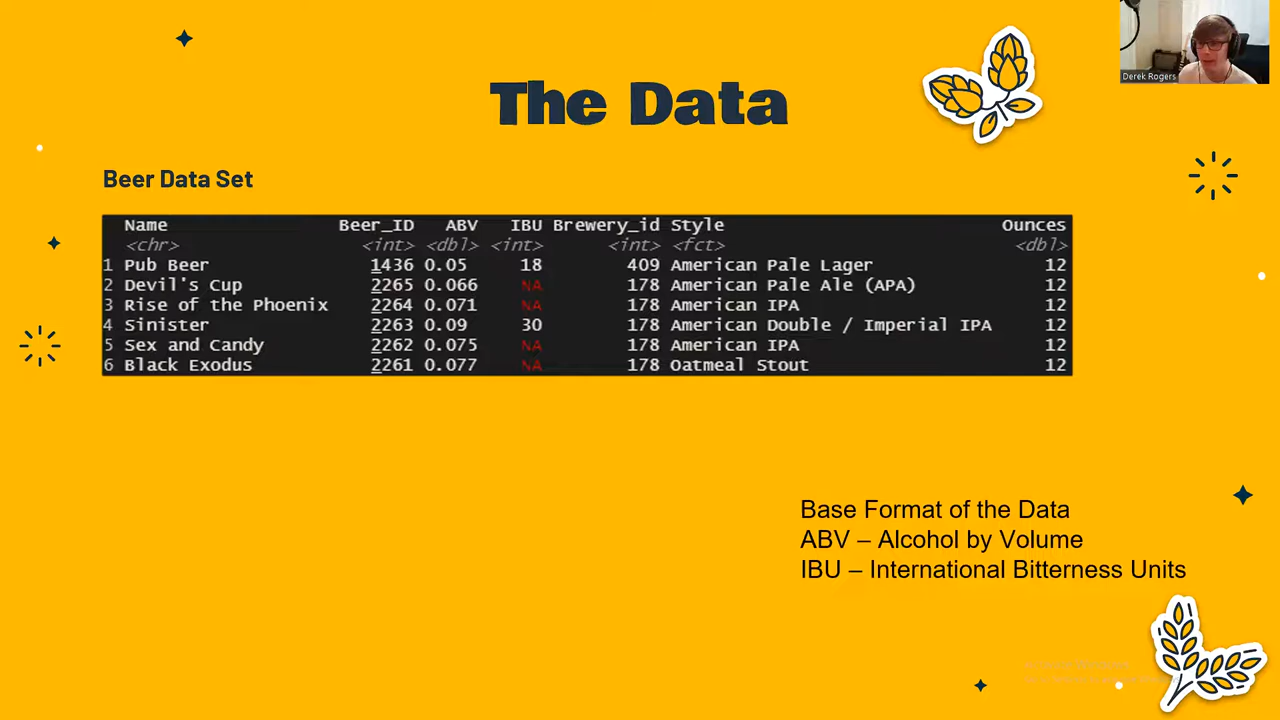 The Data
Derek Rogers
Beer Data Set
Name Beer_ID ABV IBU Brewery_id Style Ounces
<chr> <int> <dbl> <int> <int> <fct> <dbl>
1 Pub Beer 1436 0.05 18 409 American Pale Lager 12
2 Devil's Cup 2265 0.066 NA 178 American Pale Ale (APA) 12
3 Rise of the Phoenix 2264 0.071 NA 178 American IPA 12
4 Sinister 2263 0.09 30 178 American Double / Imperial IPA 12
5 Sex and Candy 2262 0.075 NA 178 American IPA 12
6 Black Exodus 2261 0.077 NA 178 Oatmeal Stout 12
Base Format of the Data
ABV – Alcohol by Volume
IBU – International Bitterness Units